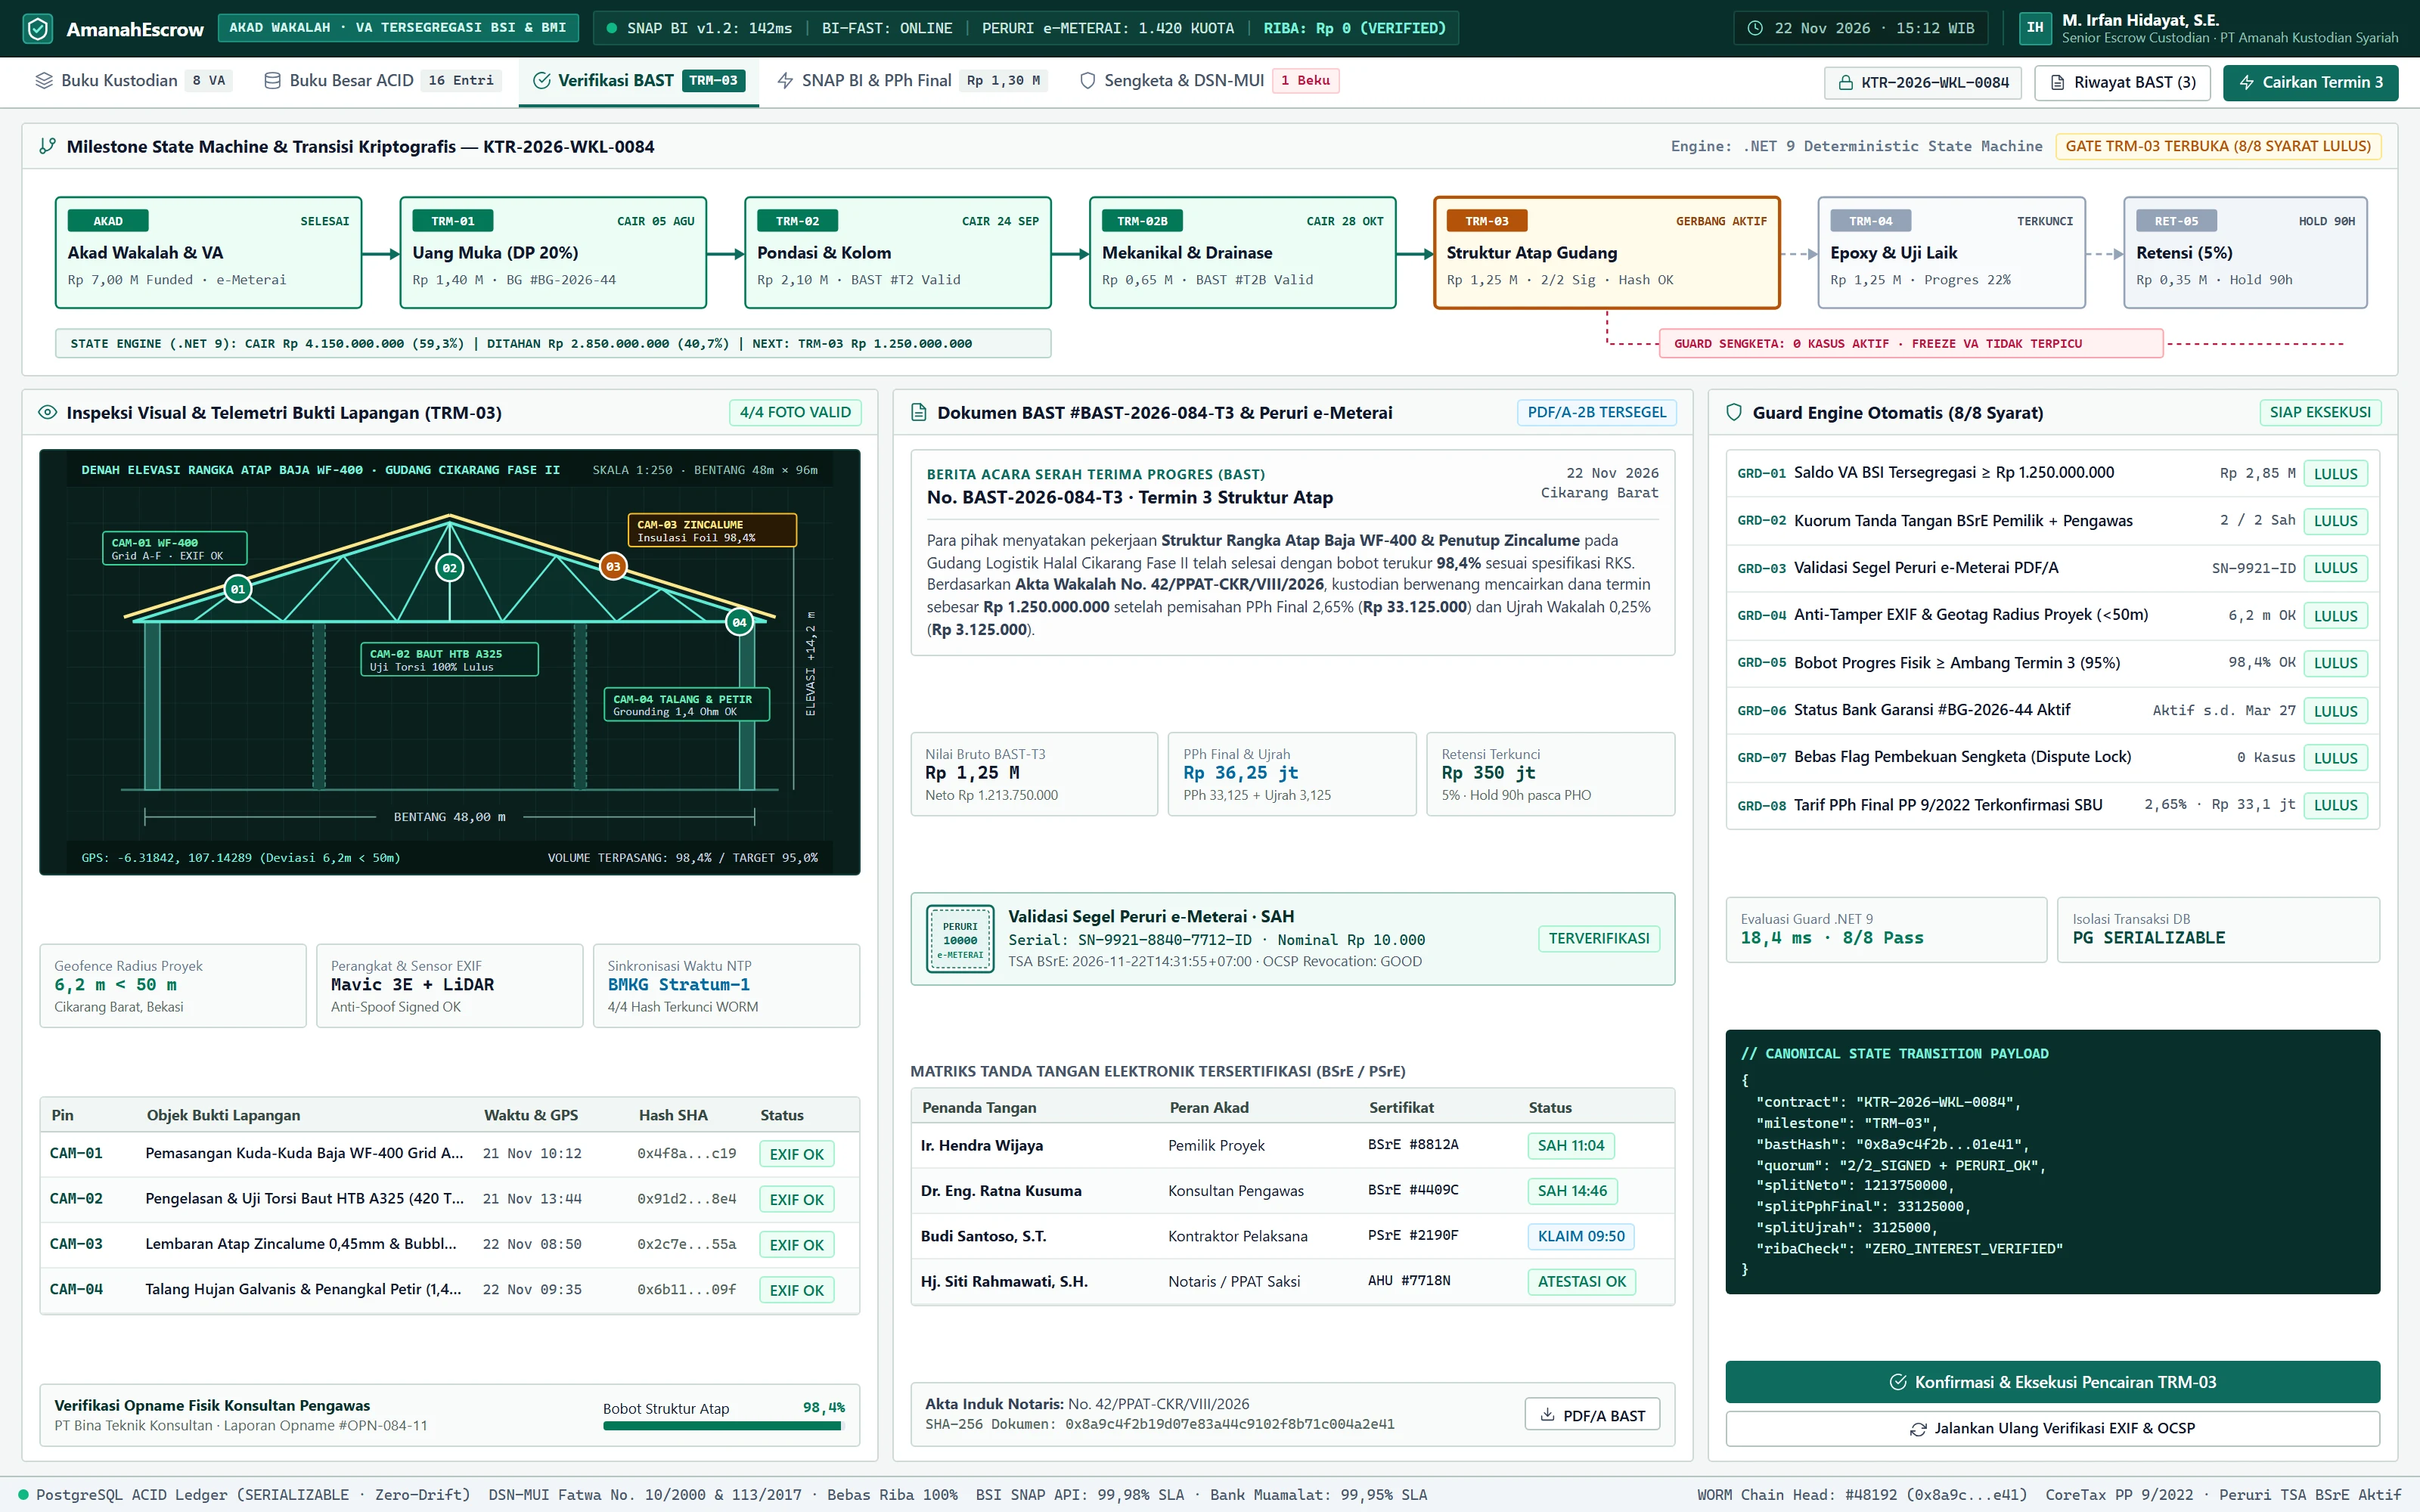 AmanahEscrow
AKAD WAKALAH · VA TERSEGREGASI BSI & BMI
SNAP BI v1.2: 142ms | BI-FAST: ONLINE | PERURI e-METERAI: 1.420 KUOTA | RIBA: Rp 0 (VERIFIED)
22 Nov 2026 · 15:12 WIB
IH
M. Irfan Hidayat, S.E.
Senior Escrow Custodian · PT Amanah Kustodian Syariah
Buku Kustodian 8 VA
Buku Besar ACID 16 Entri
Verifikasi BAST TRM-03
SNAP BI & PPh Final Rp 1,30 M
Sengketa & DSN-MUI 1 Beku
KTR-2026-WKL-0084
Riwayat BAST (3)
Cairkan Termin 3
Milestone State Machine & Transisi Kriptografis — KTR-2026-WKL-0084
Engine: .NET 9 Deterministic State Machine
GATE TRM-03 TERBUKA (8/8 SYARAT LULUS)
AKAD SELESAI
Akad Wakalah & VA
Rp 7,00 M Funded · e-Meterai
TRM-01 CAIR 05 AGU
Uang Muka (DP 20%)
Rp 1,40 M · BG #BG-2026-44
TRM-02 CAIR 24 SEP
Pondasi & Kolom
Rp 2,10 M · BAST #T2 Valid
TRM-02B CAIR 28 OKT
Mekanikal & Drainase
Rp 0,65 M · BAST #T2B Valid
TRM-03 GERBANG AKTIF
Struktur Atap Gudang
Rp 1,25 M · 2/2 Sig · Hash OK
TRM-04 TERKUNCI
Epoxy & Uji Laik
Rp 1,25 M · Progres 22%
RET-05 HOLD 90H
Retensi (5%)
Rp 0,35 M · Hold 90h
STATE ENGINE (.NET 9): CAIR Rp 4.150.000.000 (59,3%) | DITAHAN Rp 2.850.000.000 (40,7%) | NEXT: TRM-03 Rp 1.250.000.000
GUARD SENGKETA: 0 KASUS AKTIF · FREEZE VA TIDAK TERPICU
Inspeksi Visual & Telemetri Bukti Lapangan (TRM-03)
4/4 FOTO VALID
DENAH ELEVASI RANGKA ATAP BAJA WF-400 · GUDANG CIKARANG FASE II
SKALA 1:250 · BENTANG 48m × 96m
CAM-01 WF-400
Grid A-F · EXIF OK
CAM-03 ZINCALUME
Insulasi Foil 98,4%
01
02
03
04
CAM-02 BAUT HTB A325
Uji Torsi 100% Lulus
CAM-04 TALANG & PETIR
Grounding 1,4 Ohm OK
ELEVASI +14,2 m
BENTANG 48,00 m
GPS: -6.31842, 107.14289 (Deviasi 6,2m < 50m)
VOLUME TERPASANG: 98,4% / TARGET 95,0%
Geofence Radius Proyek
6,2 m < 50 m
Cikarang Barat, Bekasi
Perangkat & Sensor EXIF
Mavic 3E + LiDAR
Anti-Spoof Signed OK
Sinkronisasi Waktu NTP
BMKG Stratum-1
4/4 Hash Terkunci WORM
Pin Objek Bukti Lapangan Waktu & GPS Hash SHA Status
CAM-01 Pemasangan Kuda-Kuda Baja WF-400 Grid A... 21 Nov 10:12 0x4f8a...c19 EXIF OK
CAM-02 Pengelasan & Uji Torsi Baut HTB A325 (420 T... 21 Nov 13:44 0x91d2...8e4 EXIF OK
CAM-03 Lembaran Atap Zincalume 0,45mm & Bubbl... 22 Nov 08:50 0x2c7e...55a EXIF OK
CAM-04 Talang Hujan Galvanis & Penangkal Petir (1,4... 22 Nov 09:35 0x6b11...09f EXIF OK
Verifikasi Opname Fisik Konsultan Pengawas
PT Bina Teknik Konsultan · Laporan Opname #OPN-084-11
Bobot Struktur Atap 98,4%
Dokumen BAST #BAST-2026-084-T3 & Peruri e-Meterai
PDF/A-2B TERSEGEL
BERITA ACARA SERAH TERIMA PROGRES (BAST)
No. BAST-2026-084-T3 · Termin 3 Struktur Atap
22 Nov 2026
Cikarang Barat
Para pihak menyatakan pekerjaan Struktur Rangka Atap Baja WF-400 & Penutup Zincalume pada
Gudang Logistik Halal Cikarang Fase II telah selesai dengan bobot terukur 98,4% sesuai spesifikasi RKS.
Berdasarkan Akta Wakalah No. 42/PPAT-CKR/VIII/2026, kustodian berwenang mencairkan dana termin
sebesar Rp 1.250.000.000 setelah pemisahan PPh Final 2,65% (Rp 33.125.000) dan Ujrah Wakalah 0,25%
(Rp 3.125.000).
Nilai Bruto BAST-T3
Rp 1,25 M
Neto Rp 1.213.750.000
PPh Final & Ujrah
Rp 36,25 jt
PPh 33,125 + Ujrah 3,125
Retensi Terkunci
Rp 350 jt
5% · Hold 90h pasca PHO
PERURI
10000
e-METERAI
Validasi Segel Peruri e-Meterai · SAH
Serial: SN-9921-8840-7712-ID · Nominal Rp 10.000
TSA BSrE: 2026-11-22T14:31:55+07:00 · OCSP Revocation: GOOD
TERVERIFIKASI
MATRIKS TANDA TANGAN ELEKTRONIK TERSERTIFIKASI (BSrE / PSrE)
Penanda Tangan Peran Akad Sertifikat Status
Ir. Hendra Wijaya Pemilik Proyek BSrE #8812A SAH 11:04
Dr. Eng. Ratna Kusuma Konsultan Pengawas BSrE #4409C SAH 14:46
Budi Santoso, S.T. Kontraktor Pelaksana PSrE #2190F KLAIM 09:50
Hj. Siti Rahmawati, S.H. Notaris / PPAT Saksi AHU #7718N ATESTASI OK
Akta Induk Notaris: No. 42/PPAT-CKR/VIII/2026
SHA-256 Dokumen: 0x8a9c4f2b19d07e83a44c9102f8b71c004a2e41
PDF/A BAST
Guard Engine Otomatis (8/8 Syarat)
SIAP EKSEKUSI
GRD-01 Saldo VA BSI Tersegregasi ≥ Rp 1.250.000.000 Rp 2,85 M LULUS
GRD-02 Kuorum Tanda Tangan BSrE Pemilik + Pengawas 2 / 2 Sah LULUS
GRD-03 Validasi Segel Peruri e-Meterai PDF/A SN-9921-ID LULUS
GRD-04 Anti-Tamper EXIF & Geotag Radius Proyek (<50m) 6,2 m OK LULUS
GRD-05 Bobot Progres Fisik ≥ Ambang Termin 3 (95%) 98,4% OK LULUS
GRD-06 Status Bank Garansi #BG-2026-44 Aktif Aktif s.d. Mar 27 LULUS
GRD-07 Bebas Flag Pembekuan Sengketa (Dispute Lock) 0 Kasus LULUS
GRD-08 Tarif PPh Final PP 9/2022 Terkonfirmasi SBU 2,65% · Rp 33,1 jt LULUS
Evaluasi Guard .NET 9
18,4 ms · 8/8 Pass
Isolasi Transaksi DB
PG SERIALIZABLE
// CANONICAL STATE TRANSITION PAYLOAD
{
"contract": "KTR-2026-WKL-0084",
"milestone": "TRM-03",
"bastHash": "0x8a9c4f2b...01e41",
"quorum": "2/2_SIGNED + PERURI_OK",
"splitNeto": 1213750000,
"splitPphFinal": 33125000,
"splitUjrah": 3125000,
"ribaCheck": "ZERO_INTEREST_VERIFIED"
}
Konfirmasi & Eksekusi Pencairan TRM-03
Jalankan Ulang Verifikasi EXIF & OCSP
PostgreSQL ACID Ledger (SERIALIZABLE · Zero-Drift) DSN-MUI Fatwa No. 10/2000 & 113/2017 · Bebas Riba 100% BSI SNAP API: 99,98% SLA · Bank Muamalat: 99,95% SLA
WORM Chain Head: #48192 (0x8a9c...e41) CoreTax PP 9/2022 · Peruri TSA BSrE Aktif